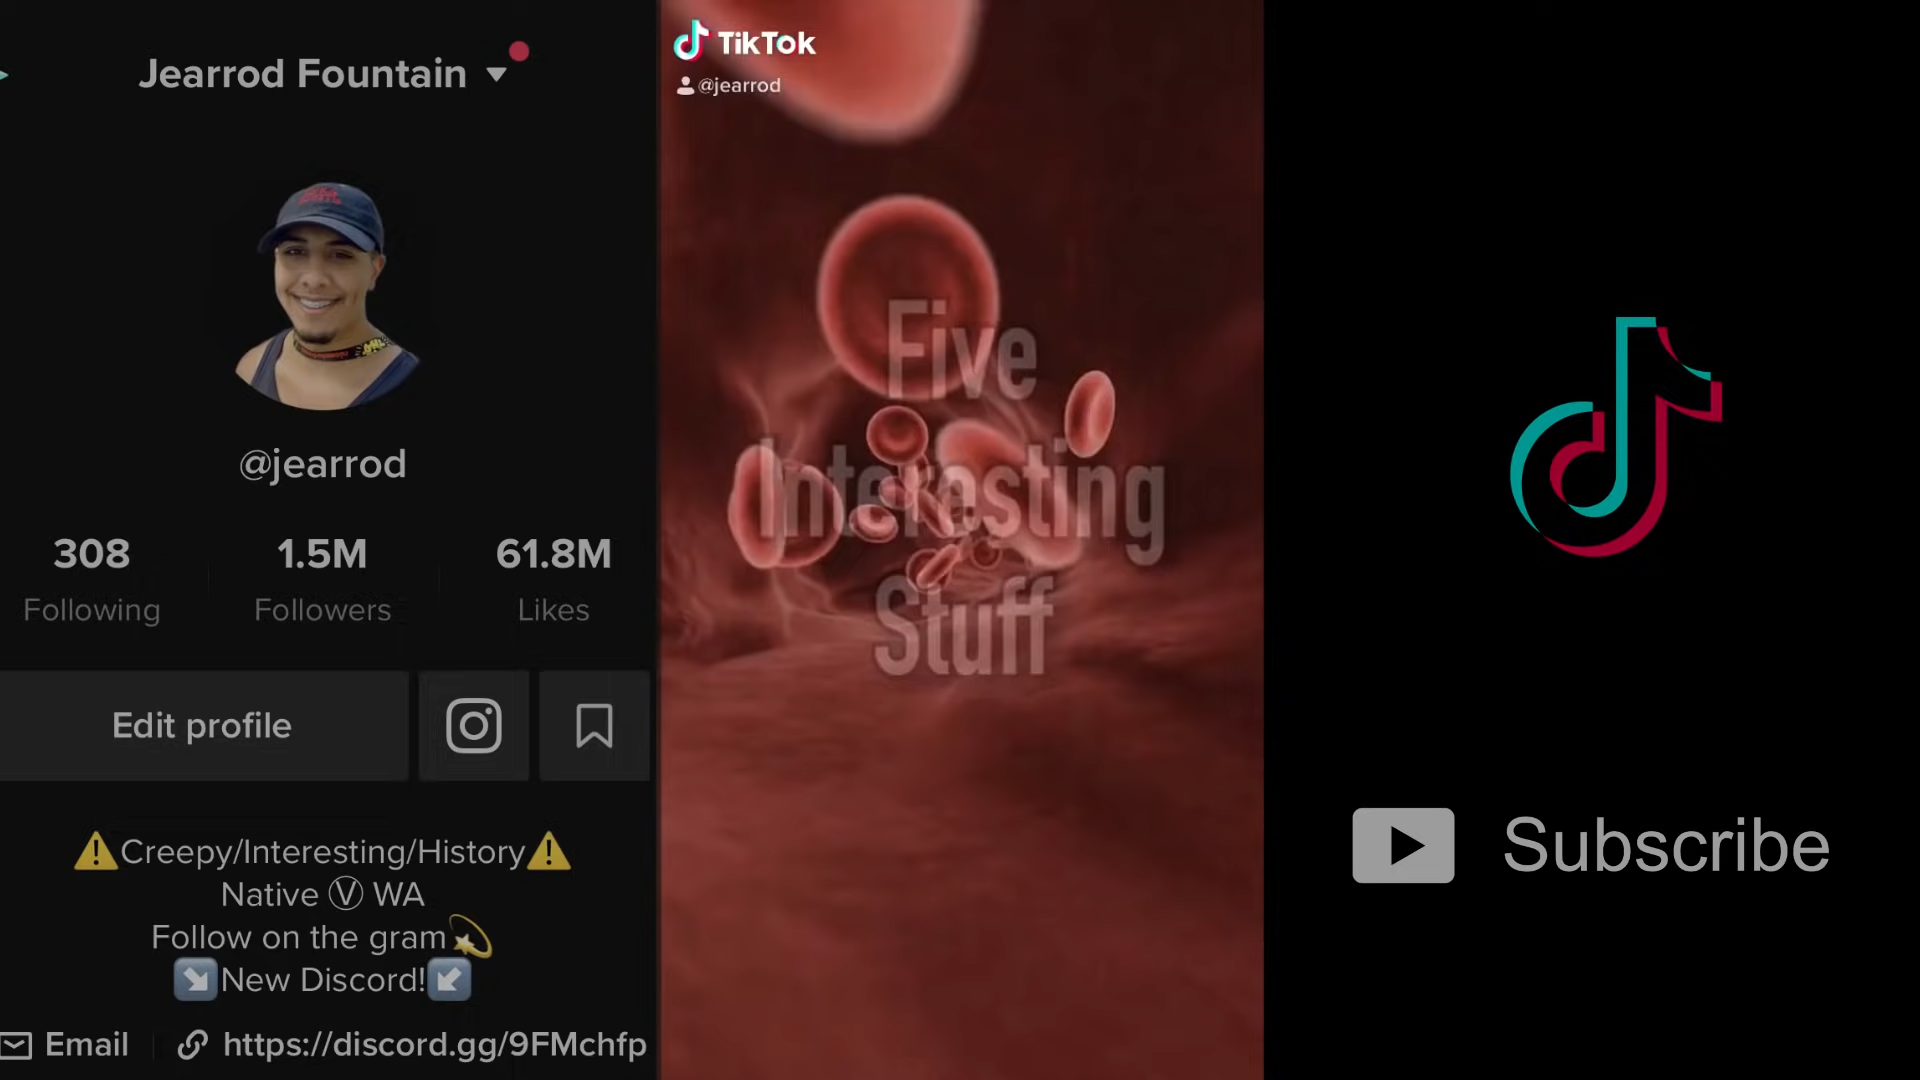 Jearrod Fountain
@jearrod
308
1.5M
61.8M
Following
Followers
Likes
Edit profile
⚠️Creepy/Interesting/History⚠️
Native Ⓥ WA
Follow on the gram💫
↘️New Discord!↙️
Email
https://discord.gg/9FMchfp
TikTok
@jearrod
Five
Interesting
Stuff
Subscribe